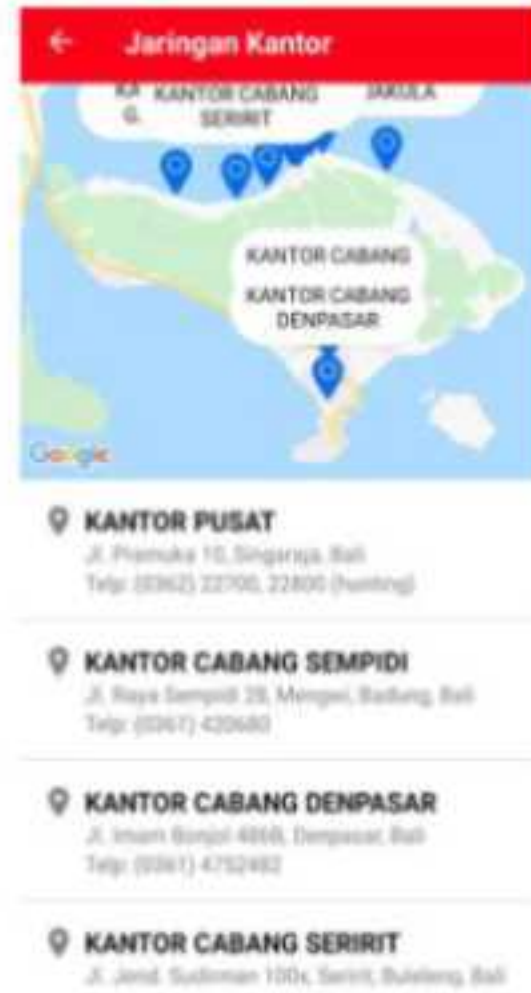 Jaringan Kantor
KA KANTOR CABANG JAKULA
G. SERIRIT
KANTOR CABANG
KANTOR CABANG
DENPASAR
Google
KANTOR PUSAT
Jl. Pramuka 10, Singaraja, Bali
Telp: (0362) 22700, 22800 (hunting)
KANTOR CABANG SEMPIDI
Jl. Raya Sempidi 28, Mengwi, Badung, Bali
Telp: (0361) 420680
KANTOR CABANG DENPASAR
Jl. Imam Bonjol 486B, Denpasar, Bali
Telp: (0361) 4752482
KANTOR CABANG SERIRIT
Jl. Jend. Sudirman 100x, Seririt, Buleleng, Bali